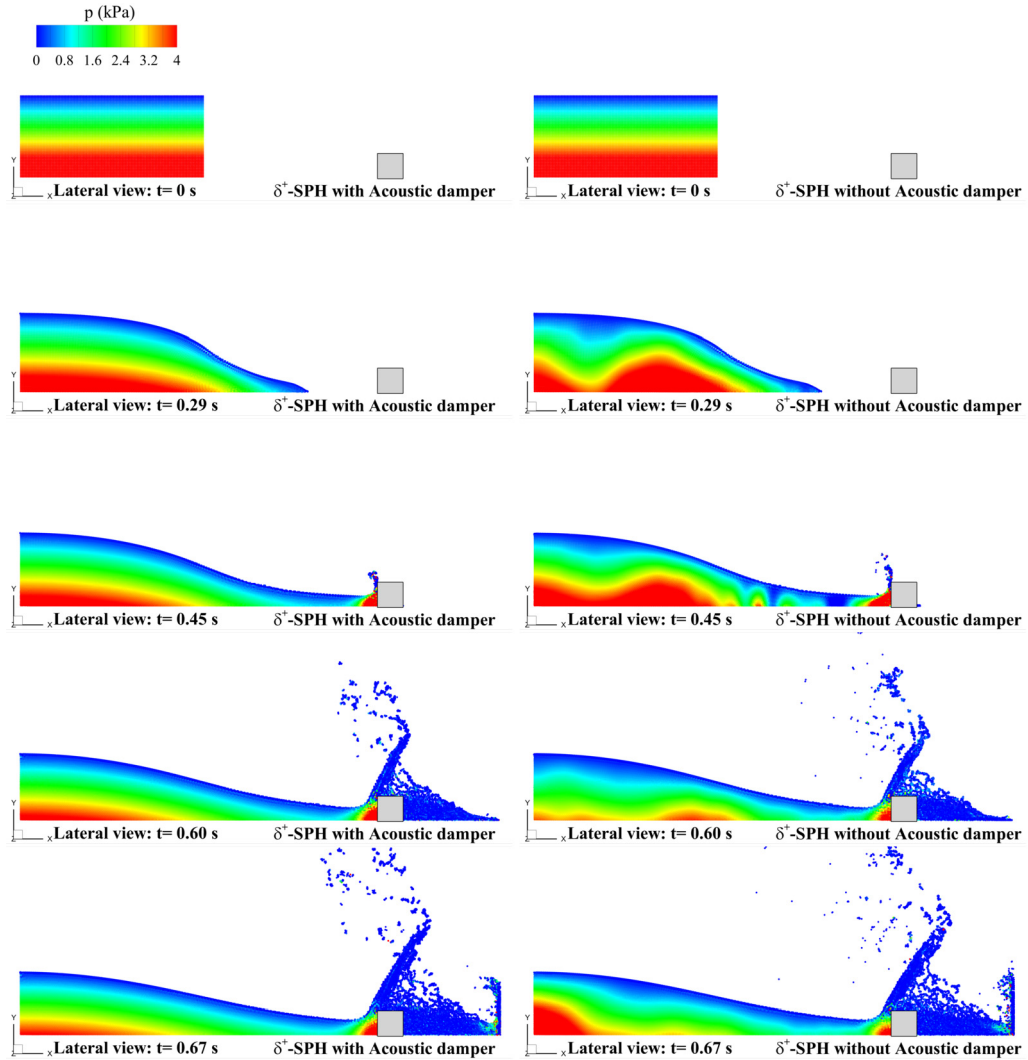 p (kPa)
0 0.8 1.6 2.4 3.2 4
Y
Z X
Lateral view: t= 0 s δ⁺-SPH with Acoustic damper
Y
Z X
Lateral view: t= 0 s δ⁺-SPH without Acoustic damper
Y
Z X
Lateral view: t= 0.29 s δ⁺-SPH with Acoustic damper
Y
Z X
Lateral view: t= 0.29 s δ⁺-SPH without Acoustic damper
Y
Z X
Lateral view: t= 0.45 s δ⁺-SPH with Acoustic damper
Y
Z X
Lateral view: t= 0.45 s δ⁺-SPH without Acoustic damper
Y
Z X
Lateral view: t= 0.60 s δ⁺-SPH with Acoustic damper
Y
Z X
Lateral view: t= 0.60 s δ⁺-SPH without Acoustic damper
Y
Z X
Lateral view: t= 0.67 s δ⁺-SPH with Acoustic damper
Y
Z X
Lateral view: t= 0.67 s δ⁺-SPH without Acoustic damper